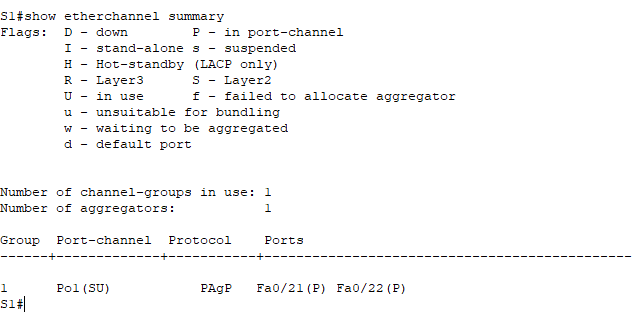 S1#show etherchannel summary
Flags:  D - down        P - in port-channel
        I - stand-alone s - suspended
        H - Hot-standby (LACP only)
        R - Layer3      S - Layer2
        U - in use      f - failed to allocate aggregator
        u - unsuitable for bundling
        w - waiting to be aggregated
        d - default port
Number of channel-groups in use: 1
Number of aggregators:           1
Group  Port-channel  Protocol    Ports
------+-------------+-----------+----------------------------------------------
1      Po1(SU)           PAgP   Fa0/21(P) Fa0/22(P)
S1#